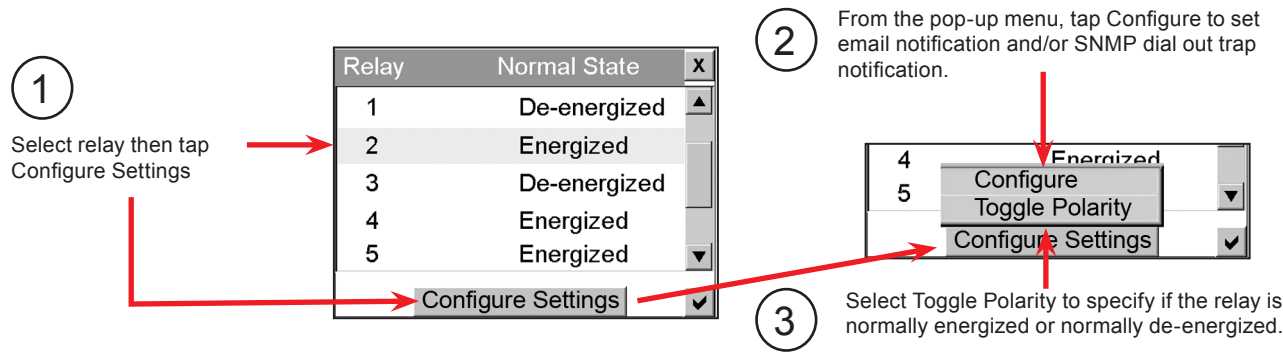 1
Select relay then tap
Configure Settings
Relay Normal State X
1 De-energized
2 Energized
3 De-energized
4 Energized
5 Energized
Configure Settings
2
From the pop-up menu, tap Configure to set
email notification and/or SNMP dial out trap
notification.
4 Energized
5
Configure
Toggle Polarity
Configure Settings
3
Select Toggle Polarity to specify if the relay is
normally energized or normally de-energized.